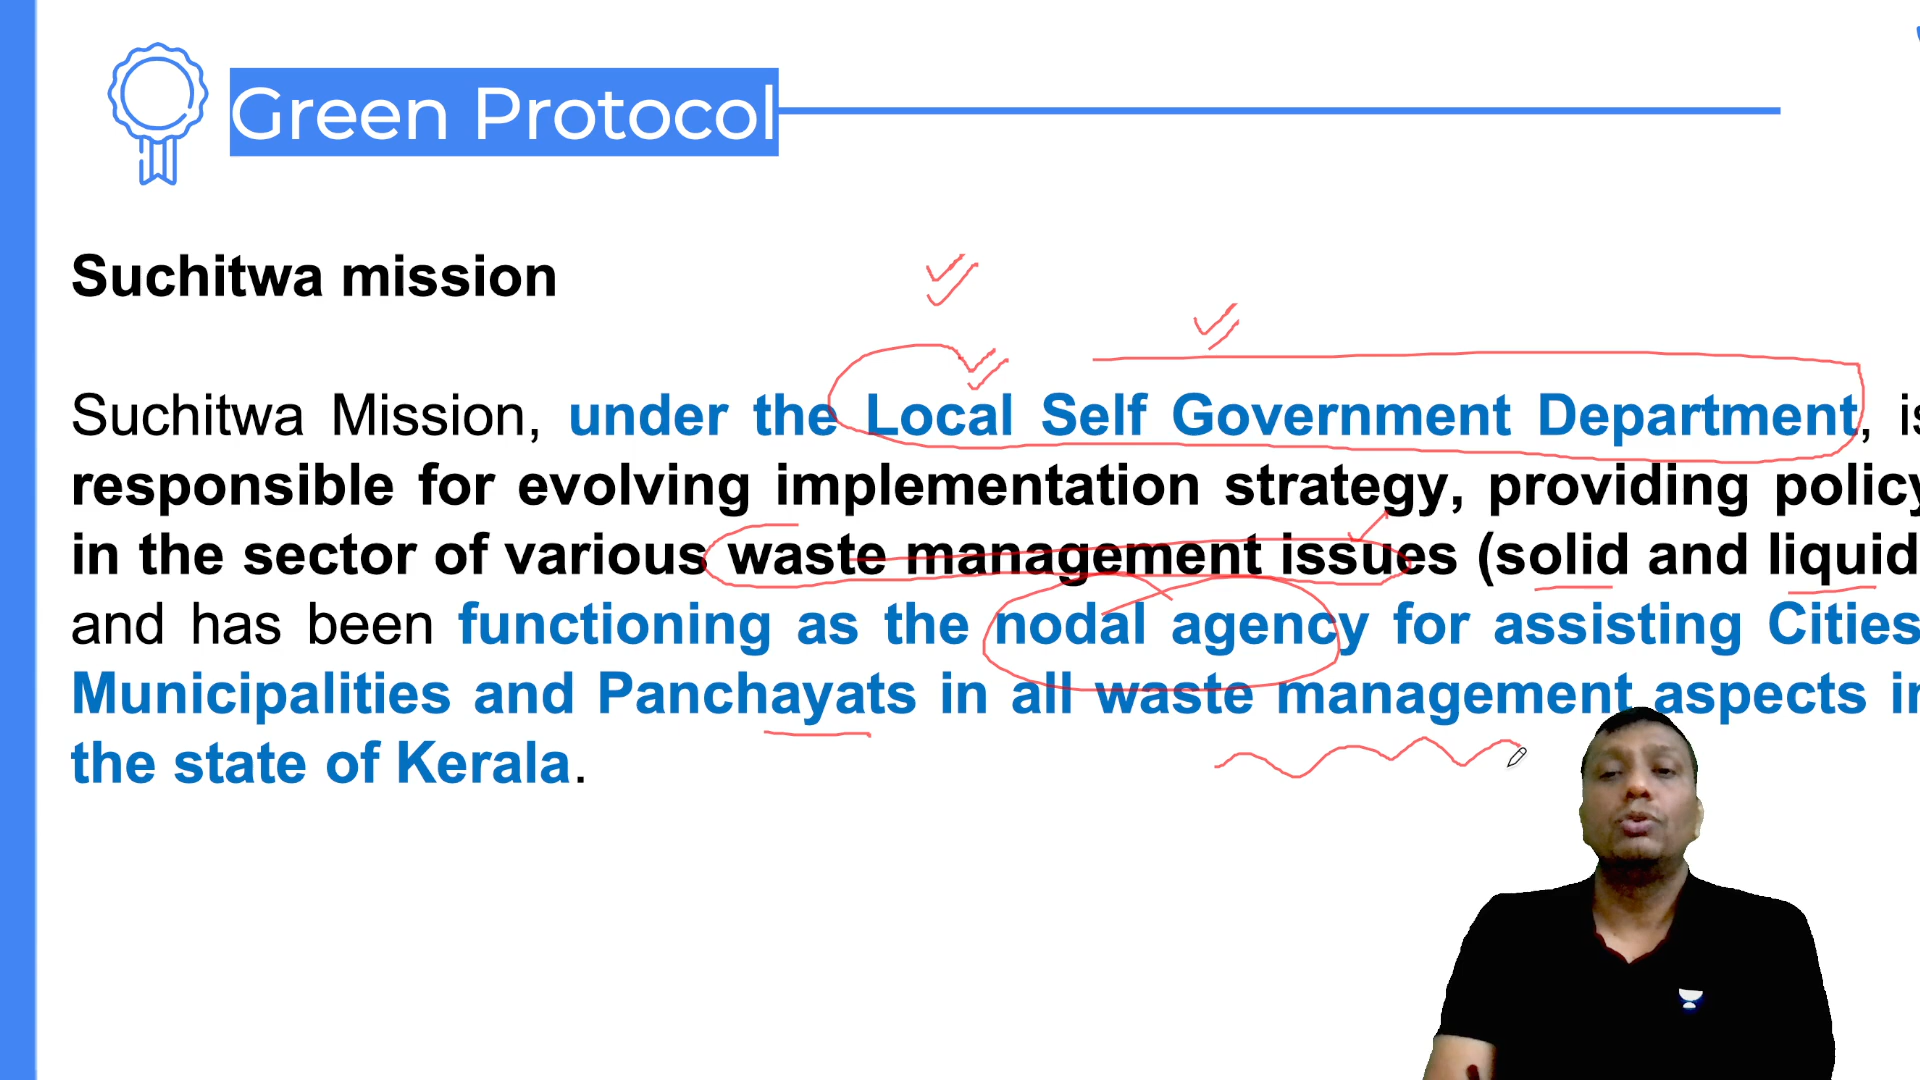 Green Protocol
Suchitwa mission
Suchitwa Mission, under the Local Self Government Department,
responsible for evolving implementation strategy, providing policy
in the sector of various waste management issues (solid and liquid
and has been functioning as the nodal agency for assisting Cities
Municipalities and Panchayats in all waste management aspects
the state of Kerala.